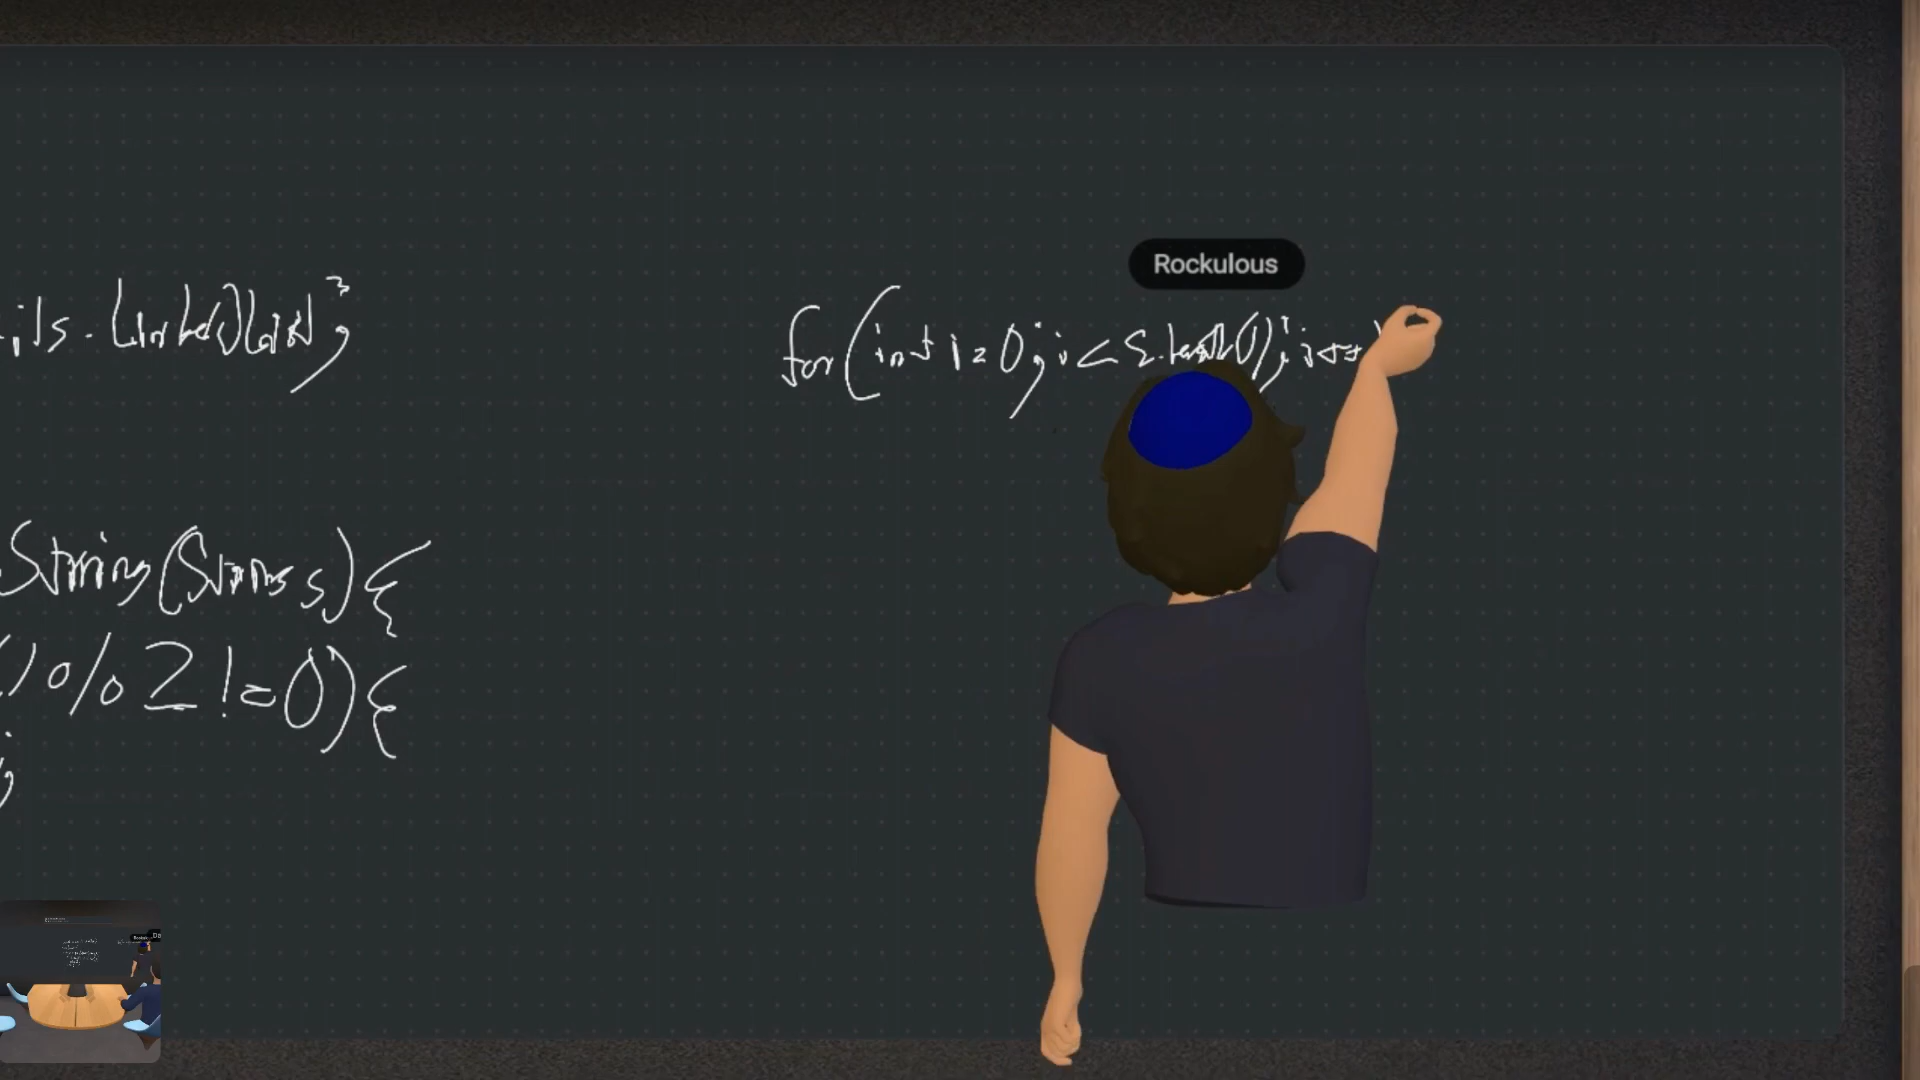 Rockulous
ils.LinkedList;
for(int i=0;i<s.length();i++)
String(String s){
)%2!=0){
;